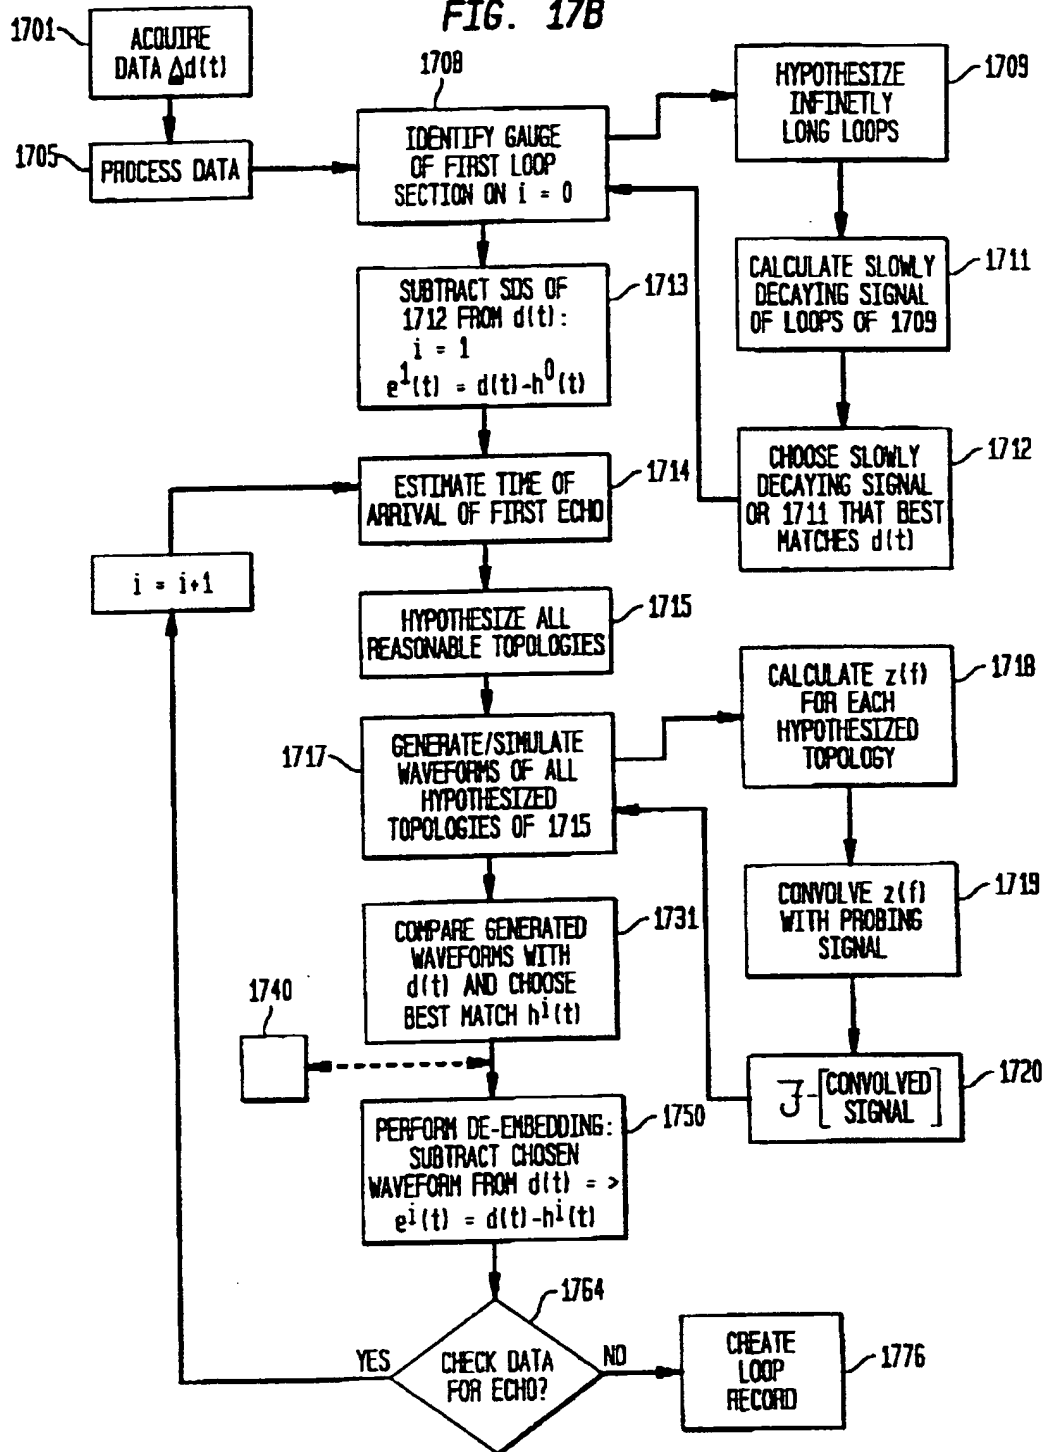 FIG. 17B
1701
ACQUIRE
DATA Δd(t)
1705
PROCESS DATA
1708
IDENTIFY GAUGE
OF FIRST LOOP
SECTION ON i = 0
1709
HYPOTHESIZE
INFINETLY
LONG LOOPS
1711
CALCULATE SLOWLY
DECAYING SIGNAL
OF LOOPS OF 1709
1712
CHOOSE SLOWLY
DECAYING SIGNAL
OR 1711 THAT BEST
MATCHES d(t)
1713
SUBTRACT SDS OF
1712 FROM d(t):
i = 1
e¹(t) = d(t)-h⁰(t)
1714
ESTIMATE TIME OF
ARRIVAL OF FIRST ECHO
i = i+1
1715
HYPOTHESIZE ALL
REASONABLE TOPOLOGIES
1717
GENERATE/SIMULATE
WAVEFORMS OF ALL
HYPOTHESIZED
TOPOLOGIES OF 1715
1718
CALCULATE z(f)
FOR EACH
HYPOTHESIZED
TOPOLOGY
1719
CONVOLVE z(f)
WITH PROBING
SIGNAL
1720
ℱ-[CONVOLVED
SIGNAL]
1731
COMPARE GENERATED
WAVEFORMS WITH
d(t) AND CHOOSE
BEST MATCH hⁱ(t)
1740
1750
PERFORM DE-EMBEDDING:
SUBTRACT CHOSEN
WAVEFORM FROM d(t) = >
eⁱ(t) = d(t)-hⁱ(t)
1764
CHECK DATA
FOR ECHO?
YES
NO
1776
CREATE
LOOP
RECORD